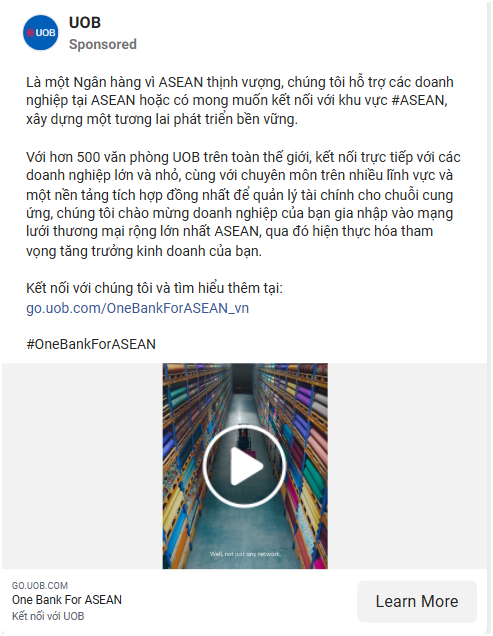 UOB
UOB
Sponsored
Là một Ngân hàng vì ASEAN thịnh vượng, chúng tôi hỗ trợ các doanh
nghiệp tại ASEAN hoặc có mong muốn kết nối với khu vực #ASEAN,
xây dựng một tương lai phát triển bền vững.
Với hơn 500 văn phòng UOB trên toàn thế giới, kết nối trực tiếp với các
doanh nghiệp lớn và nhỏ, cùng với chuyên môn trên nhiều lĩnh vực và
một nền tảng tích hợp đồng nhất để quản lý tài chính cho chuỗi cung
ứng, chúng tôi chào mừng doanh nghiệp của bạn gia nhập vào mạng
lưới thương mại rộng lớn nhất ASEAN, qua đó hiện thực hóa tham
vọng tăng trưởng kinh doanh của bạn.
Kết nối với chúng tôi và tìm hiểu thêm tại:
go.uob.com/OneBankForASEAN_vn
#OneBankForASEAN
Well, not just any network.
GO.UOB.COM
One Bank For ASEAN
Kết nối với UOB
Learn More